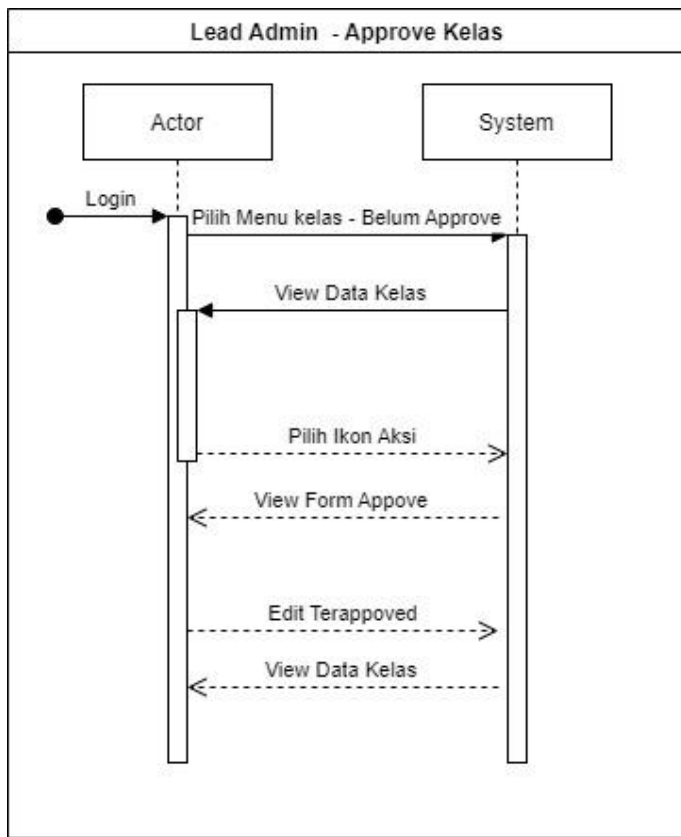 Lead Admin - Approve Kelas
Actor
System
Login
Pilih Menu kelas - Belum Approve
View Data Kelas
Pilih Ikon Aksi
View Form Appove
Edit Terappoved
View Data Kelas